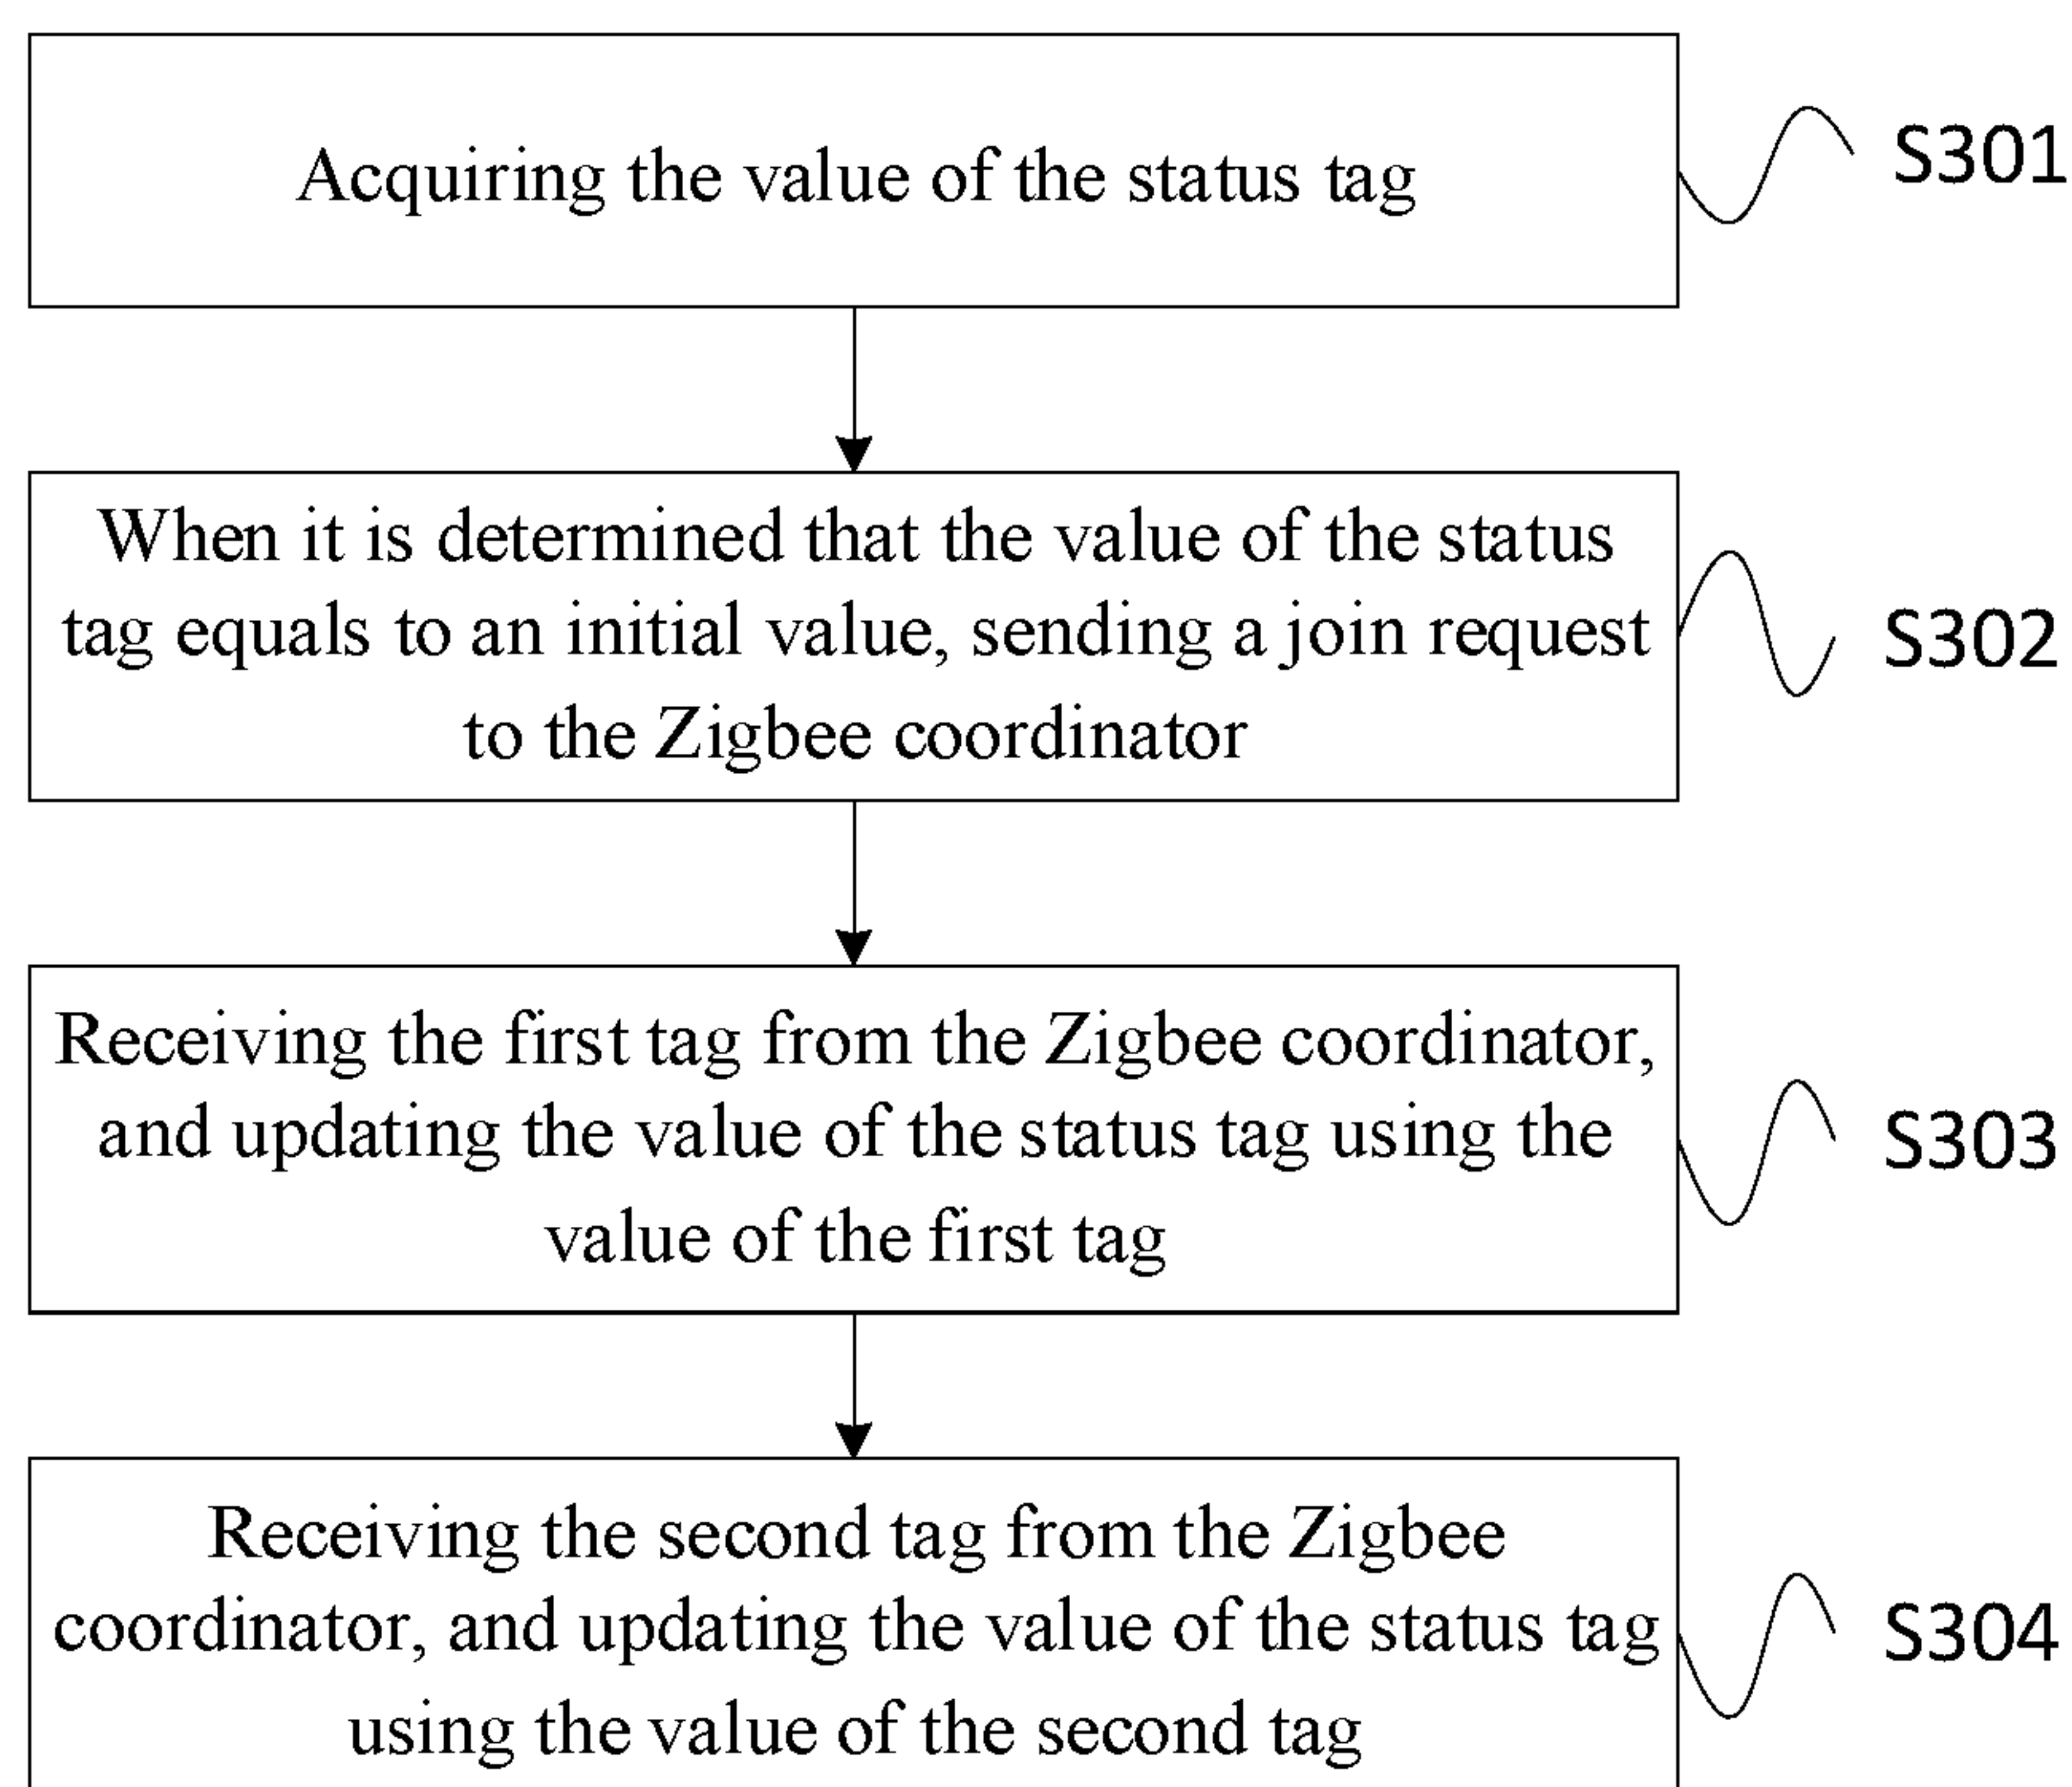 Acquiring the value of the status tag
S301
When it is determined that the value of the status
tag equals to an initial value, sending a join request
to the Zigbee coordinator
S302
Receiving the first tag from the Zigbee coordinator,
and updating the value of the status tag using the
value of the first tag
S303
Receiving the second tag from the Zigbee
coordinator, and updating the value of the status tag
using the value of the second tag
S304